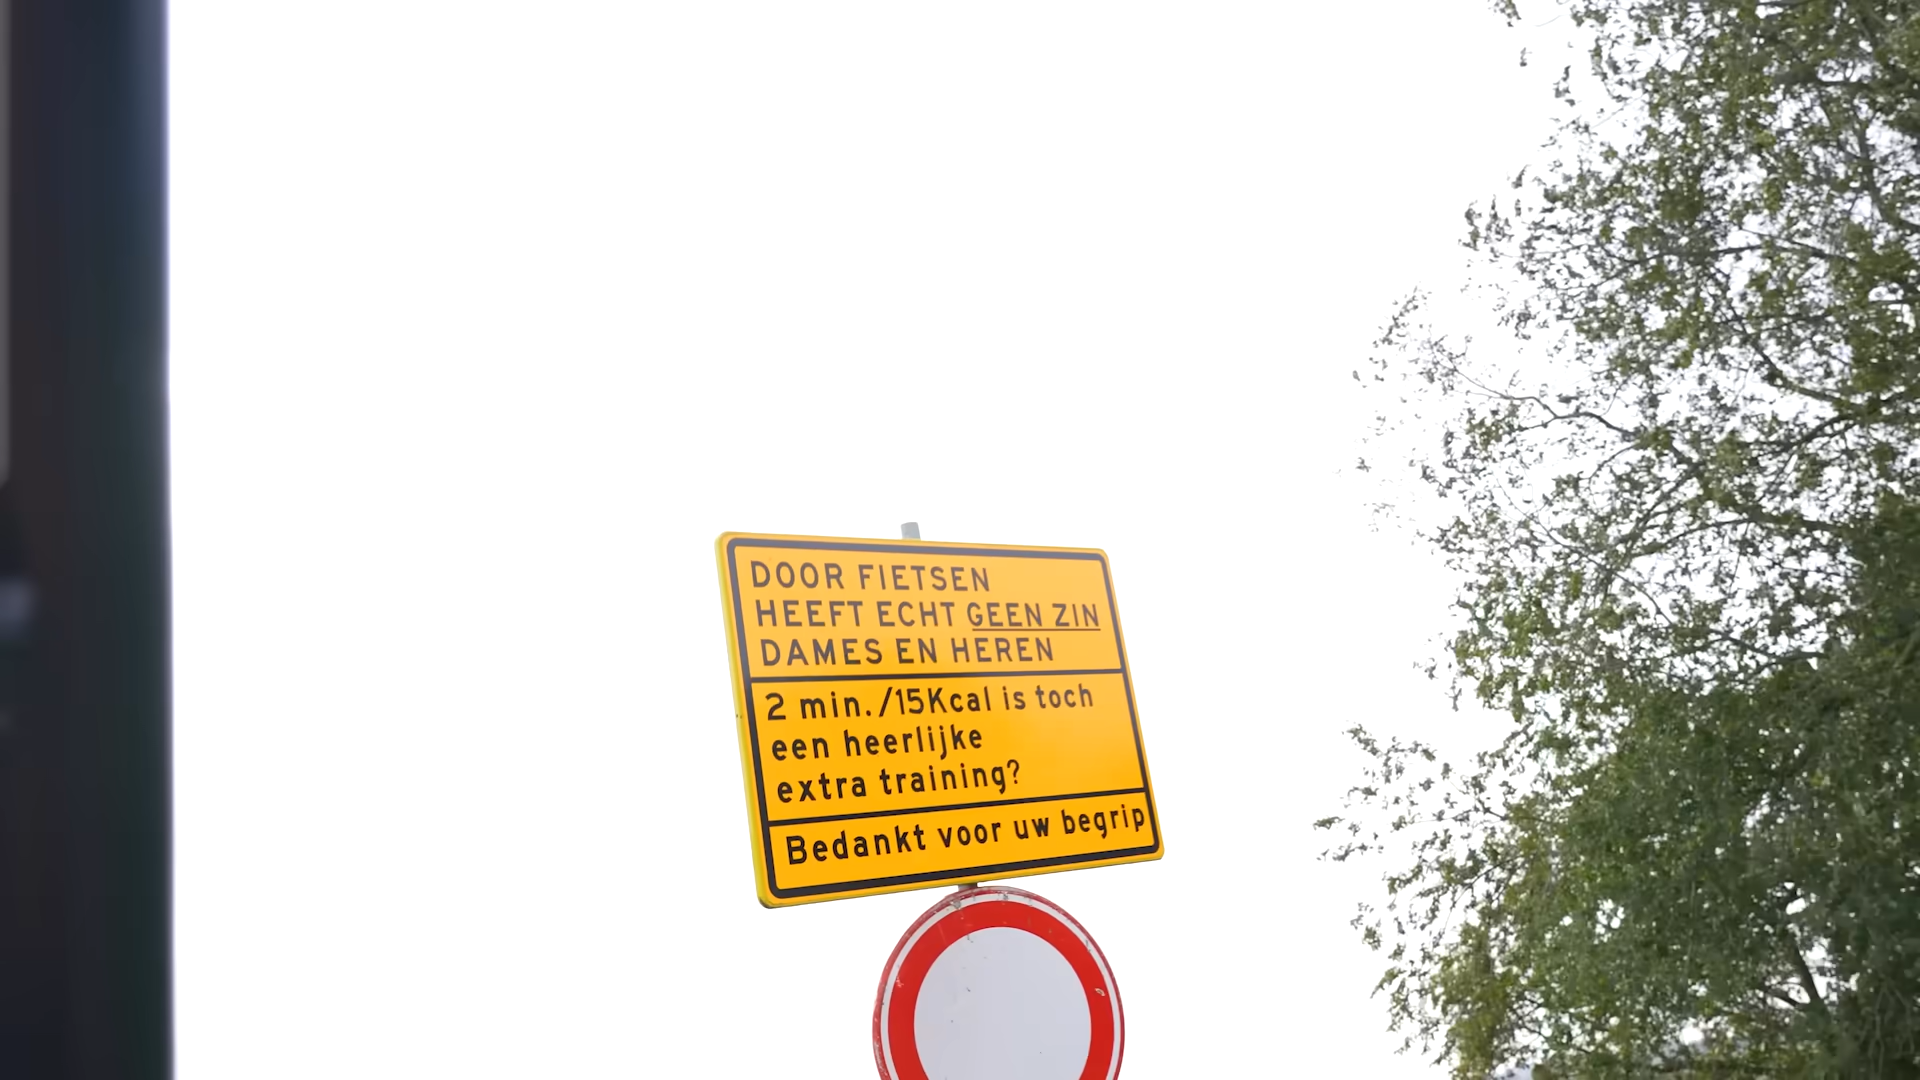 DOOR FIETSEN
HEEFT ECHT GEEN ZIN
DAMES EN HEREN
2 min./15Kcal is toch
een heerlijke
extra training?
Bedankt voor uw begrip